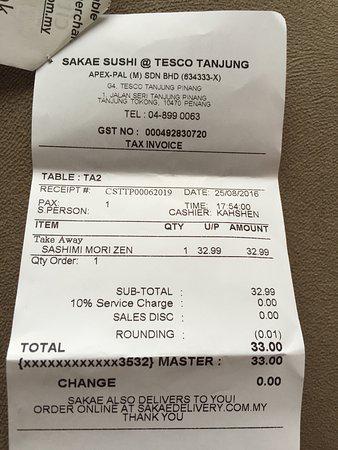 om.my
SAKAE SUSHI @ TESCO TANJUNG
APEX-PAL (M) SDN BHD (634333-X)
G4, TESCO TANJUNG PINANG
1, JALAN SERI TANJUNG PINANG
TANJUNG TOKONG, 10470 PENANG
TEL : 04-899 0063
GST NO : 000492830720
TAX INVOICE
TABLE : TA2
RECEIPT #: CSTTP00062019 DATE: 25/08/2016
PAX: 1 TIME: 17:54:00
S.PERSON: CASHIER: KAHSHEN
ITEM QTY U/P AMOUNT
Take Away
SASHIMI MORI ZEN 1 32.99 32.99
Qty Order: 1
SUB-TOTAL : 32.99
10% Service Charge : 0.00
SALES DISC : 0.00
ROUNDING : (0.01)
TOTAL 33.00
{xxxxxxxxxxxx3532} MASTER : 33.00
CHANGE 0.00
SAKAE ALSO DELIVERS TO YOU!
ORDER ONLINE AT SAKAEDELIVERY.COM.MY
THANK YOU